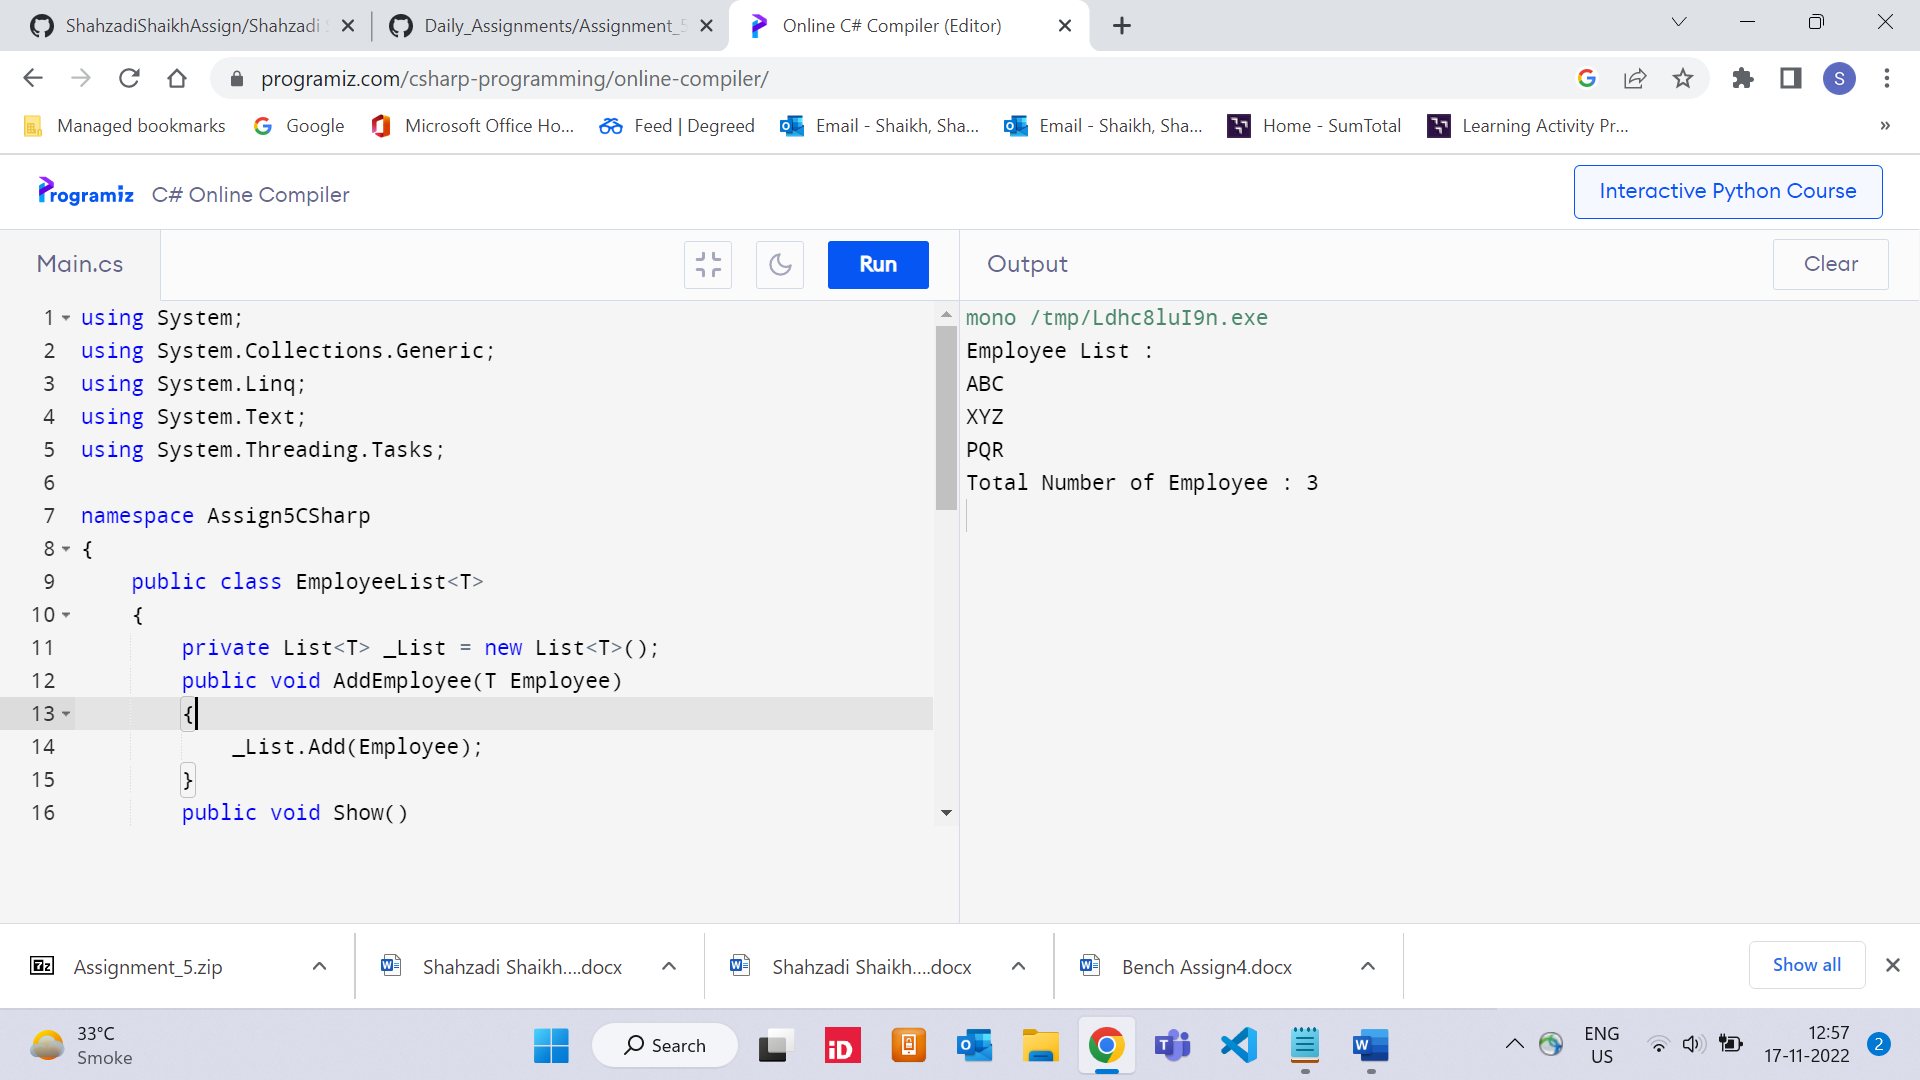 ShahzadiShaikhAssign/Shahzadi
Daily_Assignments/Assignment_5
Online C# Compiler (Editor)
programiz.com/csharp-programming/online-compiler/
S
Managed bookmarks
Google
Microsoft Office Ho...
Feed | Degreed
Email - Shaikh, Sha...
Email - Shaikh, Sha...
Home - SumTotal
Learning Activity Pr...
»
Programiz
C# Online Compiler
Interactive Python Course
Main.cs
Run
Output
Clear
1 using System;
2 using System.Collections.Generic;
3 using System.Linq;
4 using System.Text;
5 using System.Threading.Tasks;
6
7 namespace Assign5CSharp
8 {
9 public class EmployeeList<T>
10 {
11 private List<T> _List = new List<T>();
12 public void AddEmployee(T Employee)
13 {
14 _List.Add(Employee);
15 }
16 public void Show()
mono /tmp/Ldhc8luI9n.exe
Employee List :
ABC
XYZ
PQR
Total Number of Employee : 3
7z
Assignment_5.zip
Shahzadi Shaikh....docx
Shahzadi Shaikh....docx
Bench Assign4.docx
Show all
33°C
Smoke
Search
iD
ENG
US
12:57
17-11-2022
2